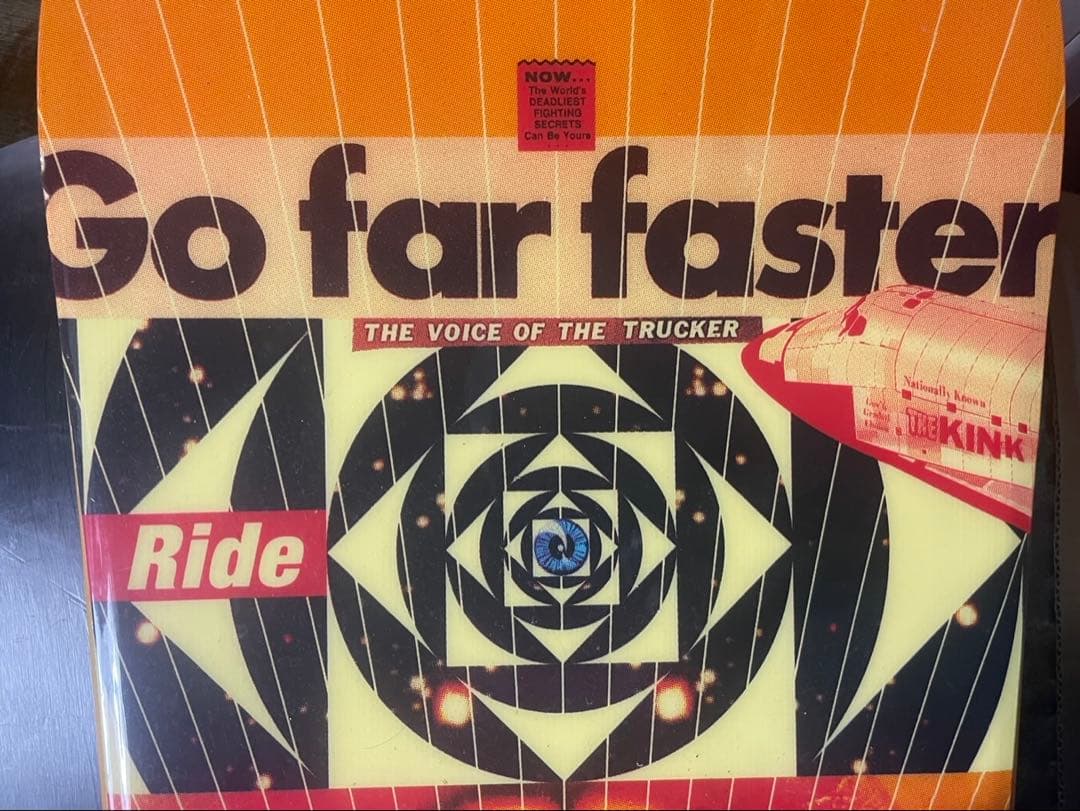 NOW...
The World's
DEADLIEST
FIGHTING
SECRETS
Can Be Yours
Go far faster
THE VOICE OF THE TRUCKER
Nationally Known
THE KINK
Ride